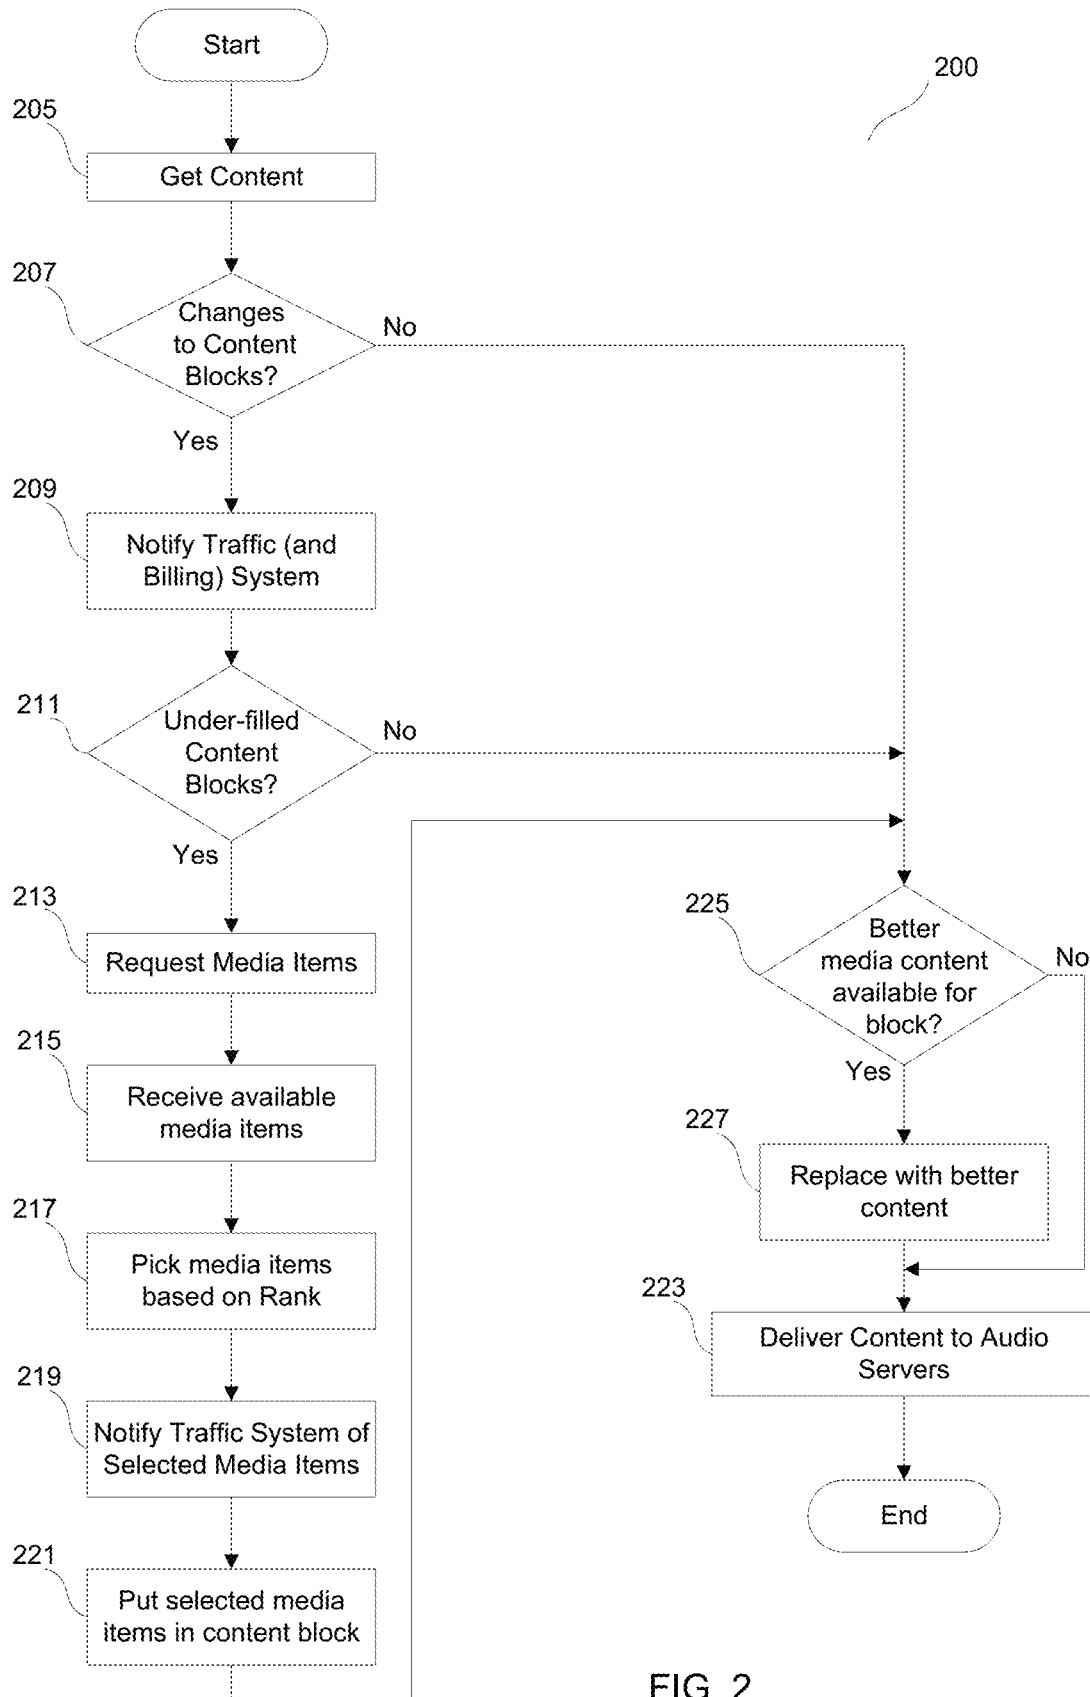 Start
200
205
Get Content
207
Changes
to Content
Blocks?
No
Yes
209
Notify Traffic (and
Billing) System
211
Under-filled
Content
Blocks?
No
Yes
213
Request Media Items
215
Receive available
media items
217
Pick media items
based on Rank
219
Notify Traffic System of
Selected Media Items
221
Put selected media
items in content block
225
Better
media content
available for
block?
No
Yes
227
Replace with better
content
223
Deliver Content to Audio
Servers
End
FIG. 2